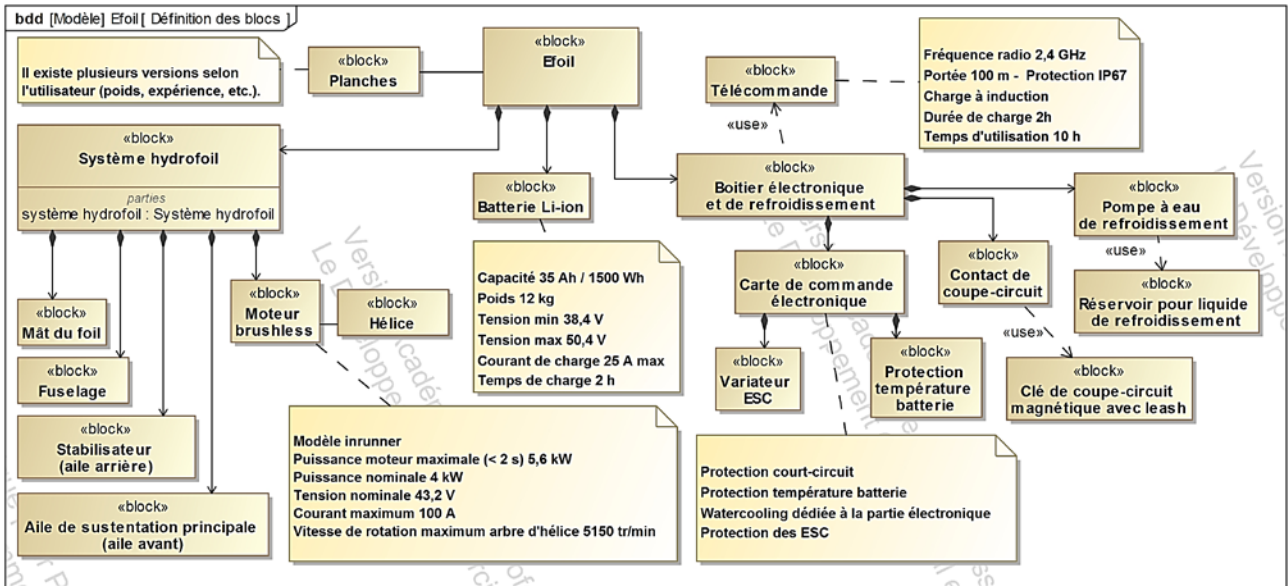 bdd [Modèle] Efoil [ Définition des blocs ]
Il existe plusieurs versions selon
l'utilisateur (poids, expérience, etc.).
«block»
Planches
«block»
Efoil
«block»
Télécommande
Fréquence radio 2,4 GHz
Portée 100 m - Protection IP67
Charge à induction
Durée de charge 2h
Temps d'utilisation 10 h
«use»
«block»
Système hydrofoil
parties
système hydrofoil : Système hydrofoil
«block»
Batterie Li-ion
«block»
Boitier électronique
et de refroidissement
«block»
Pompe à eau
de refroidissement
«use»
«block»
Réservoir pour liquide
de refroidissement
«block»
Contact de
coupe-circuit
«use»
«block»
Clé de coupe-circuit
magnétique avec leash
«block»
Carte de commande
électronique
«block»
Variateur
ESC
«block»
Protection
température
batterie
Capacité 35 Ah / 1500 Wh
Poids 12 kg
Tension min 38,4 V
Tension max 50,4 V
Courant de charge 25 A max
Temps de charge 2 h
«block»
Mât du foil
«block»
Moteur
brushless
«block»
Hélice
«block»
Fuselage
«block»
Stabilisateur
(aile arrière)
«block»
Aile de sustentation principale
(aile avant)
Modèle inrunner
Puissance moteur maximale (< 2 s) 5,6 kW
Puissance nominale 4 kW
Tension nominale 43,2 V
Courant maximum 100 A
Vitesse de rotation maximum arbre d'hélice 5150 tr/min
Protection court-circuit
Protection température batterie
Watercooling dédiée à la partie électronique
Protection des ESC